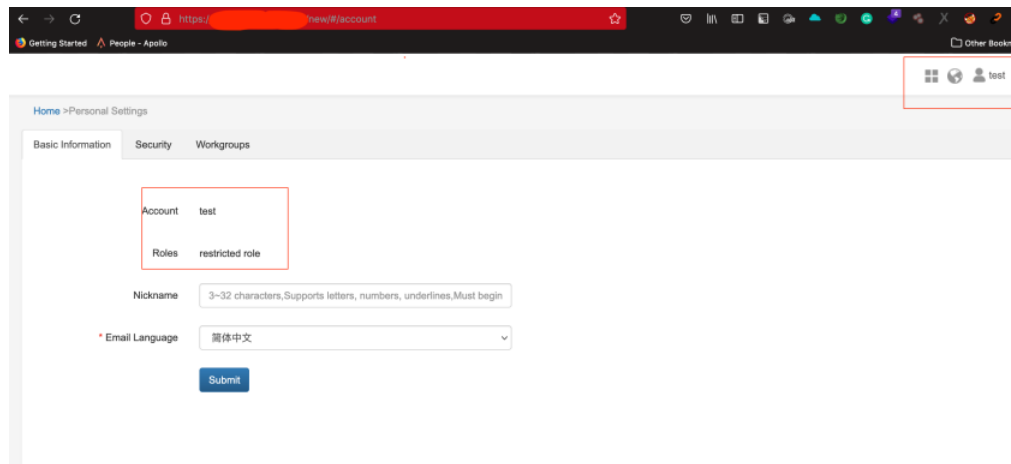 https:/ /new/#/account
Getting Started People - Apollo Other Bookm
test
Home >Personal Settings
Basic Information Security Workgroups
Account test
Roles restricted role
Nickname 3~32 characters,Supports letters, numbers, underlines,Must begin
* Email Language 简体中文
Submit